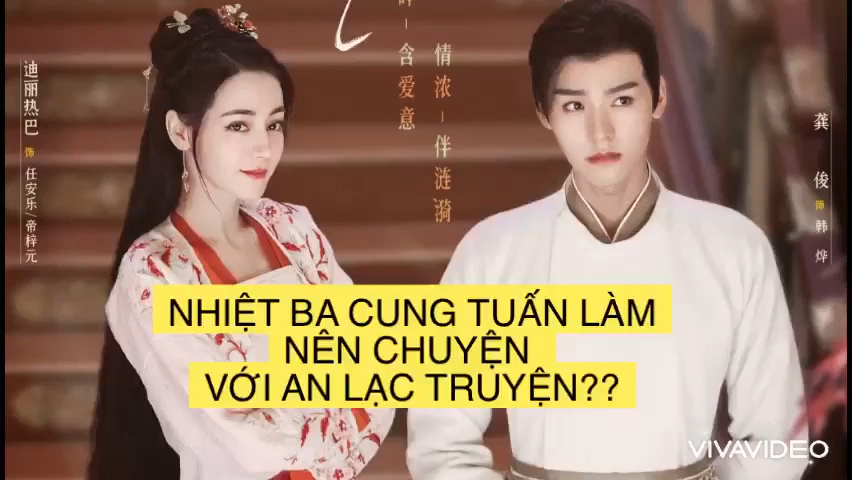 迪丽热巴
饰
任安乐/帝梓元
含爱意
情浓-伴涟漪
龚俊
饰
韩烨
NHIỆT BA CUNG TUẤN LÀM
NÊN CHUYỆN
VỚI AN LẠC TRUYỆN??
VIVAVIDEO